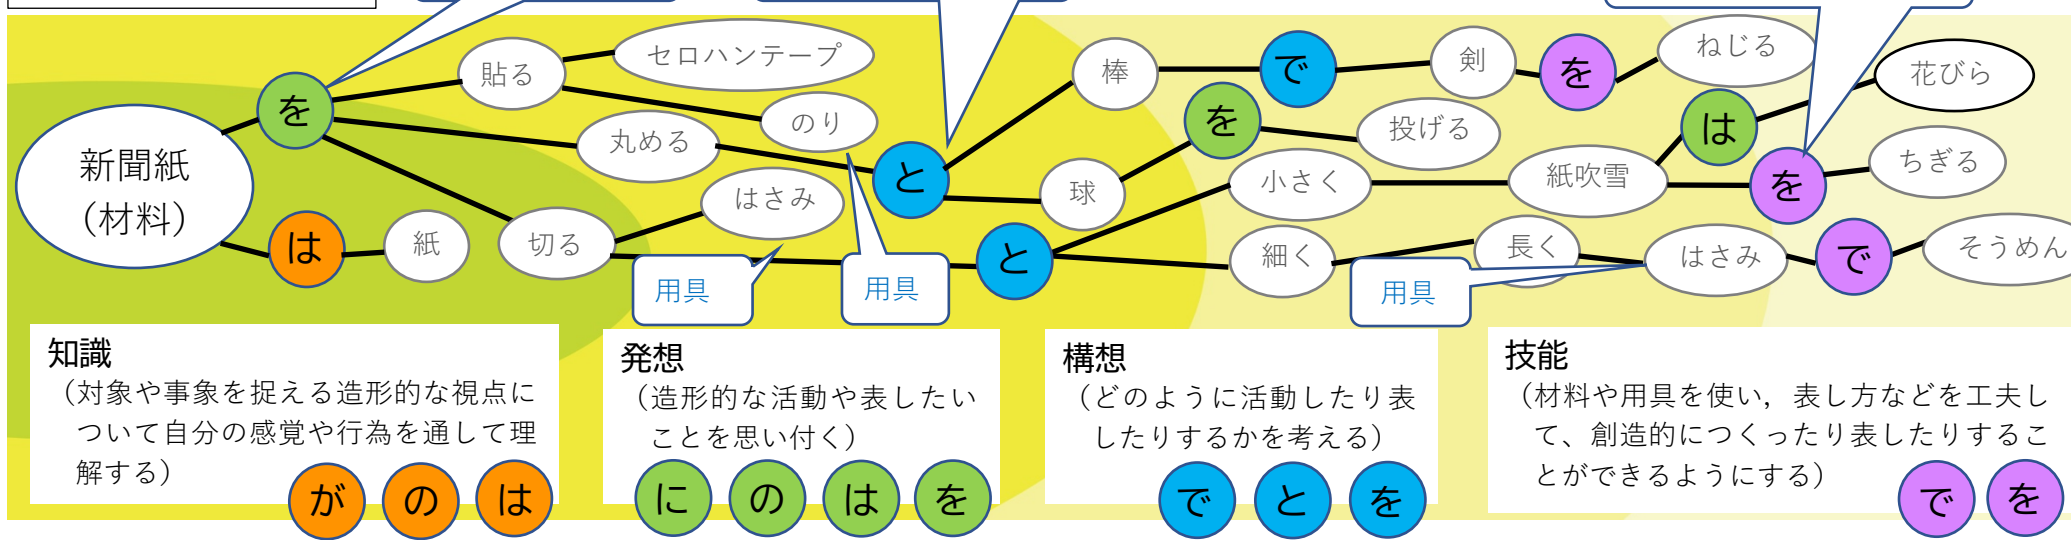 新聞紙
(材料)
を
は
紙
貼る
セロハンテープ
のり
丸める
切る
はさみ
用具
用具
と
と
棒
で
剣
を
ねじる
球
を
投げる
小さく
紙吹雪
は
花びら
を
ちぎる
細く
長く
用具
はさみ
で
そうめん
知識
(対象や事象を捉える造形的な視点に
ついて自分の感覚や行為を通して理
解する)
が の は
発想
(造形的な活動や表したい
ことを思い付く)
に の は を
構想
(どのように活動したり表
したりするかを考える)
で と を
技能
(材料や用具を使い，表し方などを工夫し
て、創造的につくったり表したりするこ
とができるようにする)
で を